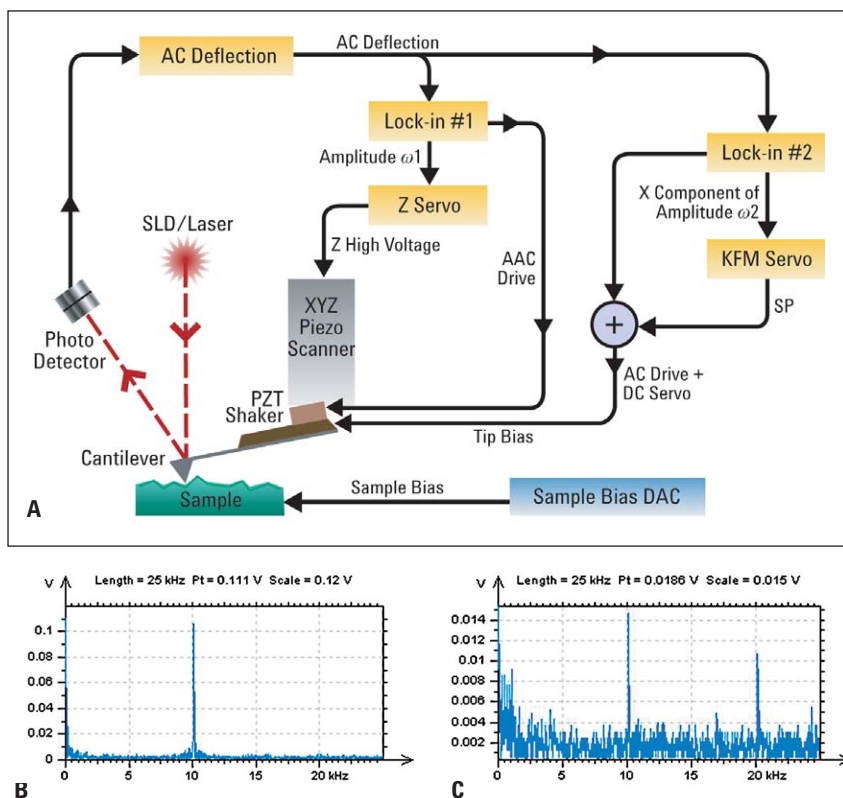 AC Deflection
AC Deflection
Lock-in #1
Lock-in #2
Amplitude ω1
X Component of
Amplitude ω2
SLD/Laser
Z Servo
Z High Voltage
AAC
Drive
KFM Servo
SP
XYZ
Piezo
Scanner
+
Photo
Detector
PZT
Shaker
AC Drive +
DC Servo
Tip Bias
Cantilever
Sample
Sample Bias
Sample Bias DAC
A
V
Length = 25 kHz Pt = 0.111 V Scale = 0.12 V
0.1
0.08
0.06
0.04
0.02
0
0 5 10 15 20 kHz
B
V
Length = 25 kHz Pt = 0.0186 V Scale = 0.015 V
0.014
0.012
0.01
0.008
0.006
0.004
0.002
0 5 10 15 20 kHz
C